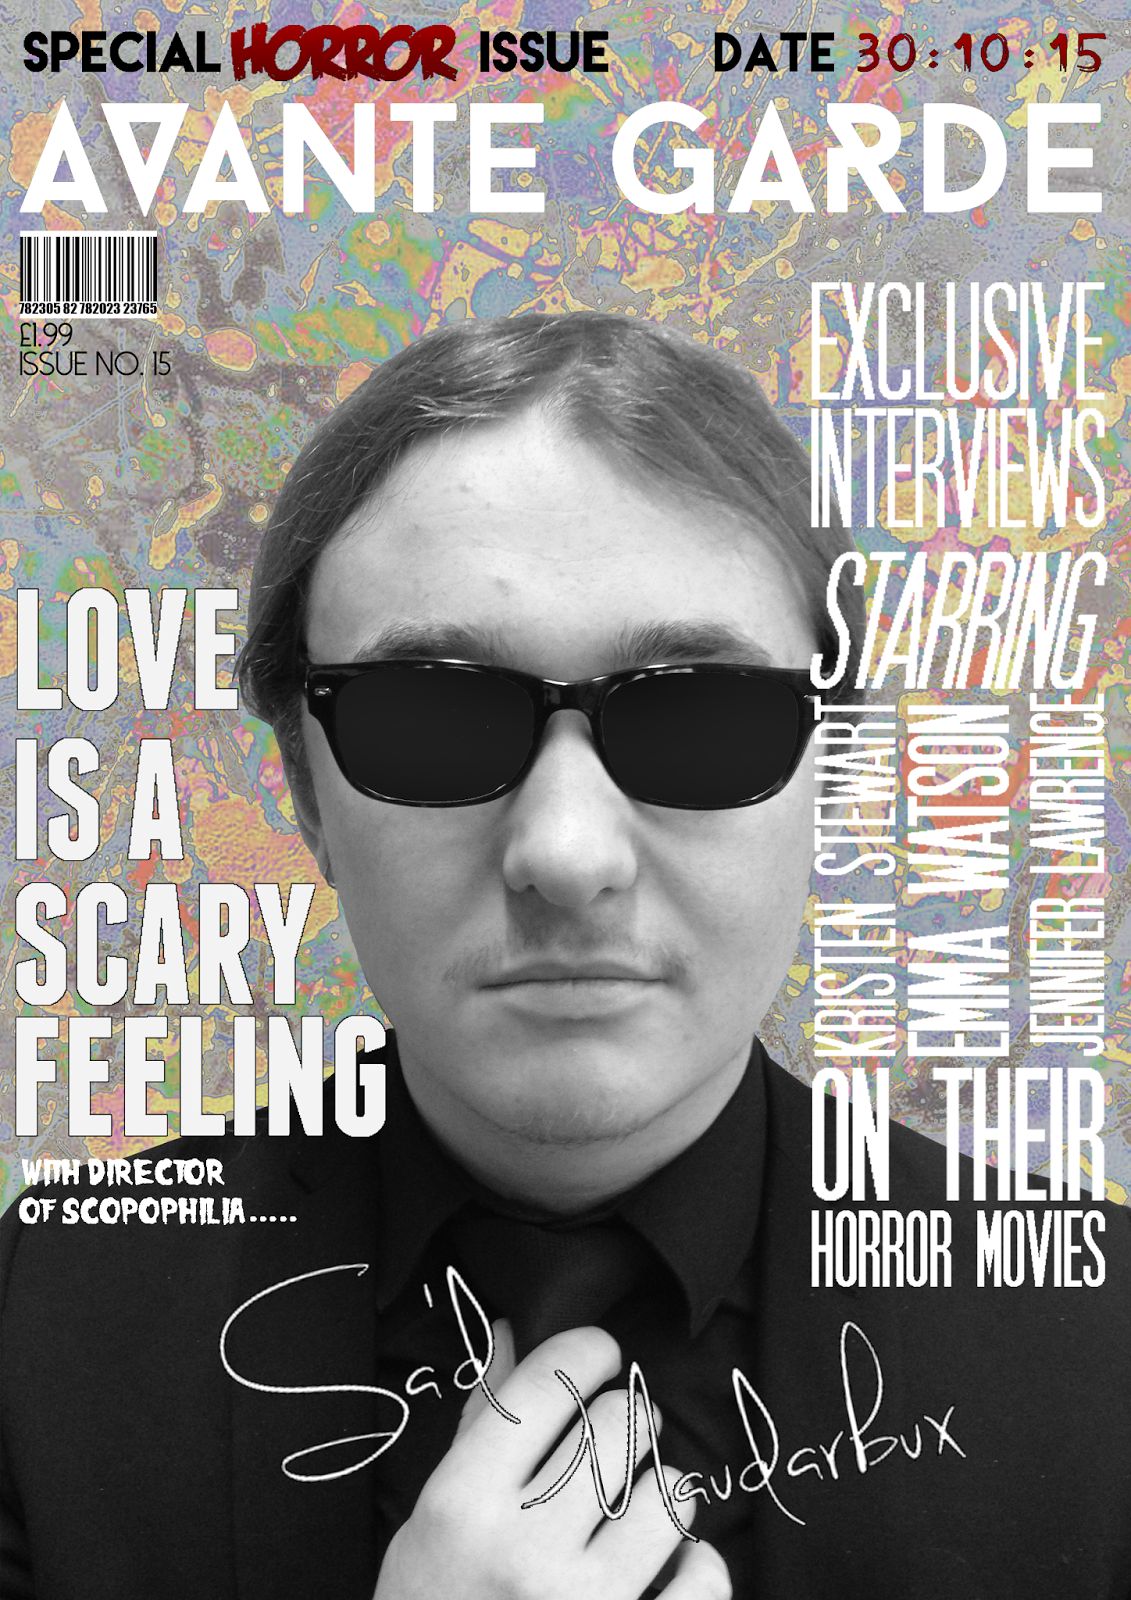 SPECIAL HORROR ISSUE
DATE 30:10:15
AVANTE GARDE
782305 82 782023 23765
£1.99
ISSUE NO. 15
EXCLUSIVE
INTERVIEWS
STARRING
KRISTEN STEWART
EMMA WATSON
JENNIFER LAWRENCE
ON THEIR
HORROR MOVIES
LOVE
IS A
SCARY
FEELING
WITH DIRECTOR
OF SCOPOPHILIA.....
Sa'd
Maudarbux